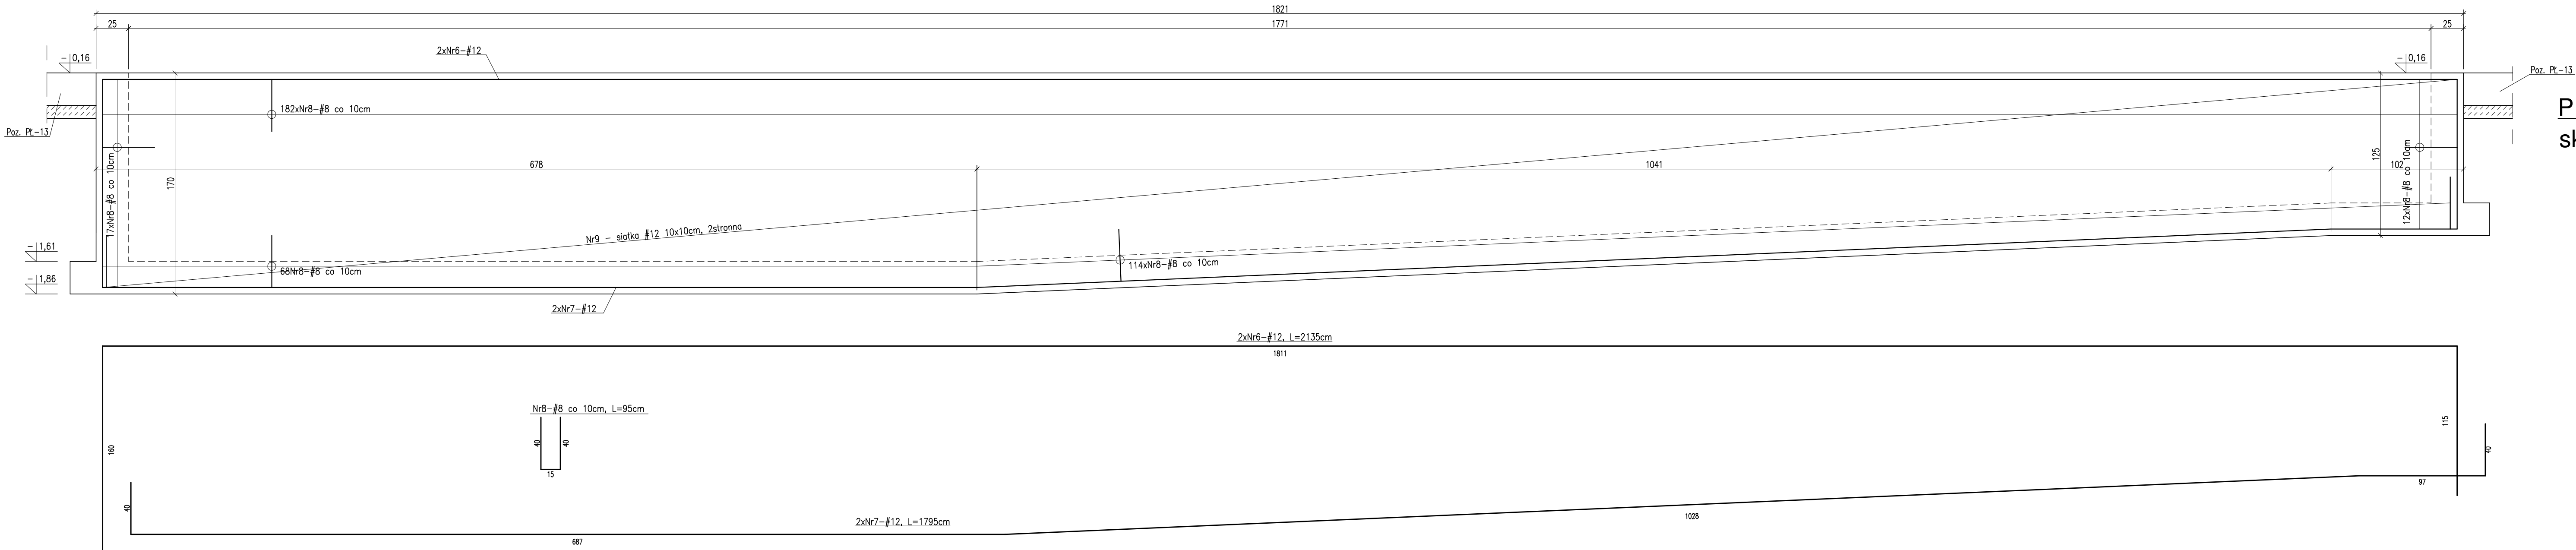 1821
25
1771
25
2xNr6-#12
- 0,16
- 0,16
Poz. Pł.-13
182xNr8-#8 co 10cm
P
Poz. Pł.-13
sk
17xNr8-#8 co 10cm
170
678
1041
102
125
12xNr8-#8 co 10cm
Nr9 - siatka #12 10x10cm, 2stronna
- 1,61
68Nr8-#8 co 10cm
114xNr8-#8 co 10cm
- 1,86
2xNr7-#12
2xNr6-#12, L=2135cm
1811
Nr8-#8 co 10cm, L=95cm
40
40
15
160
115
40
40
97
2xNr7-#12, L=1795cm
1028
687